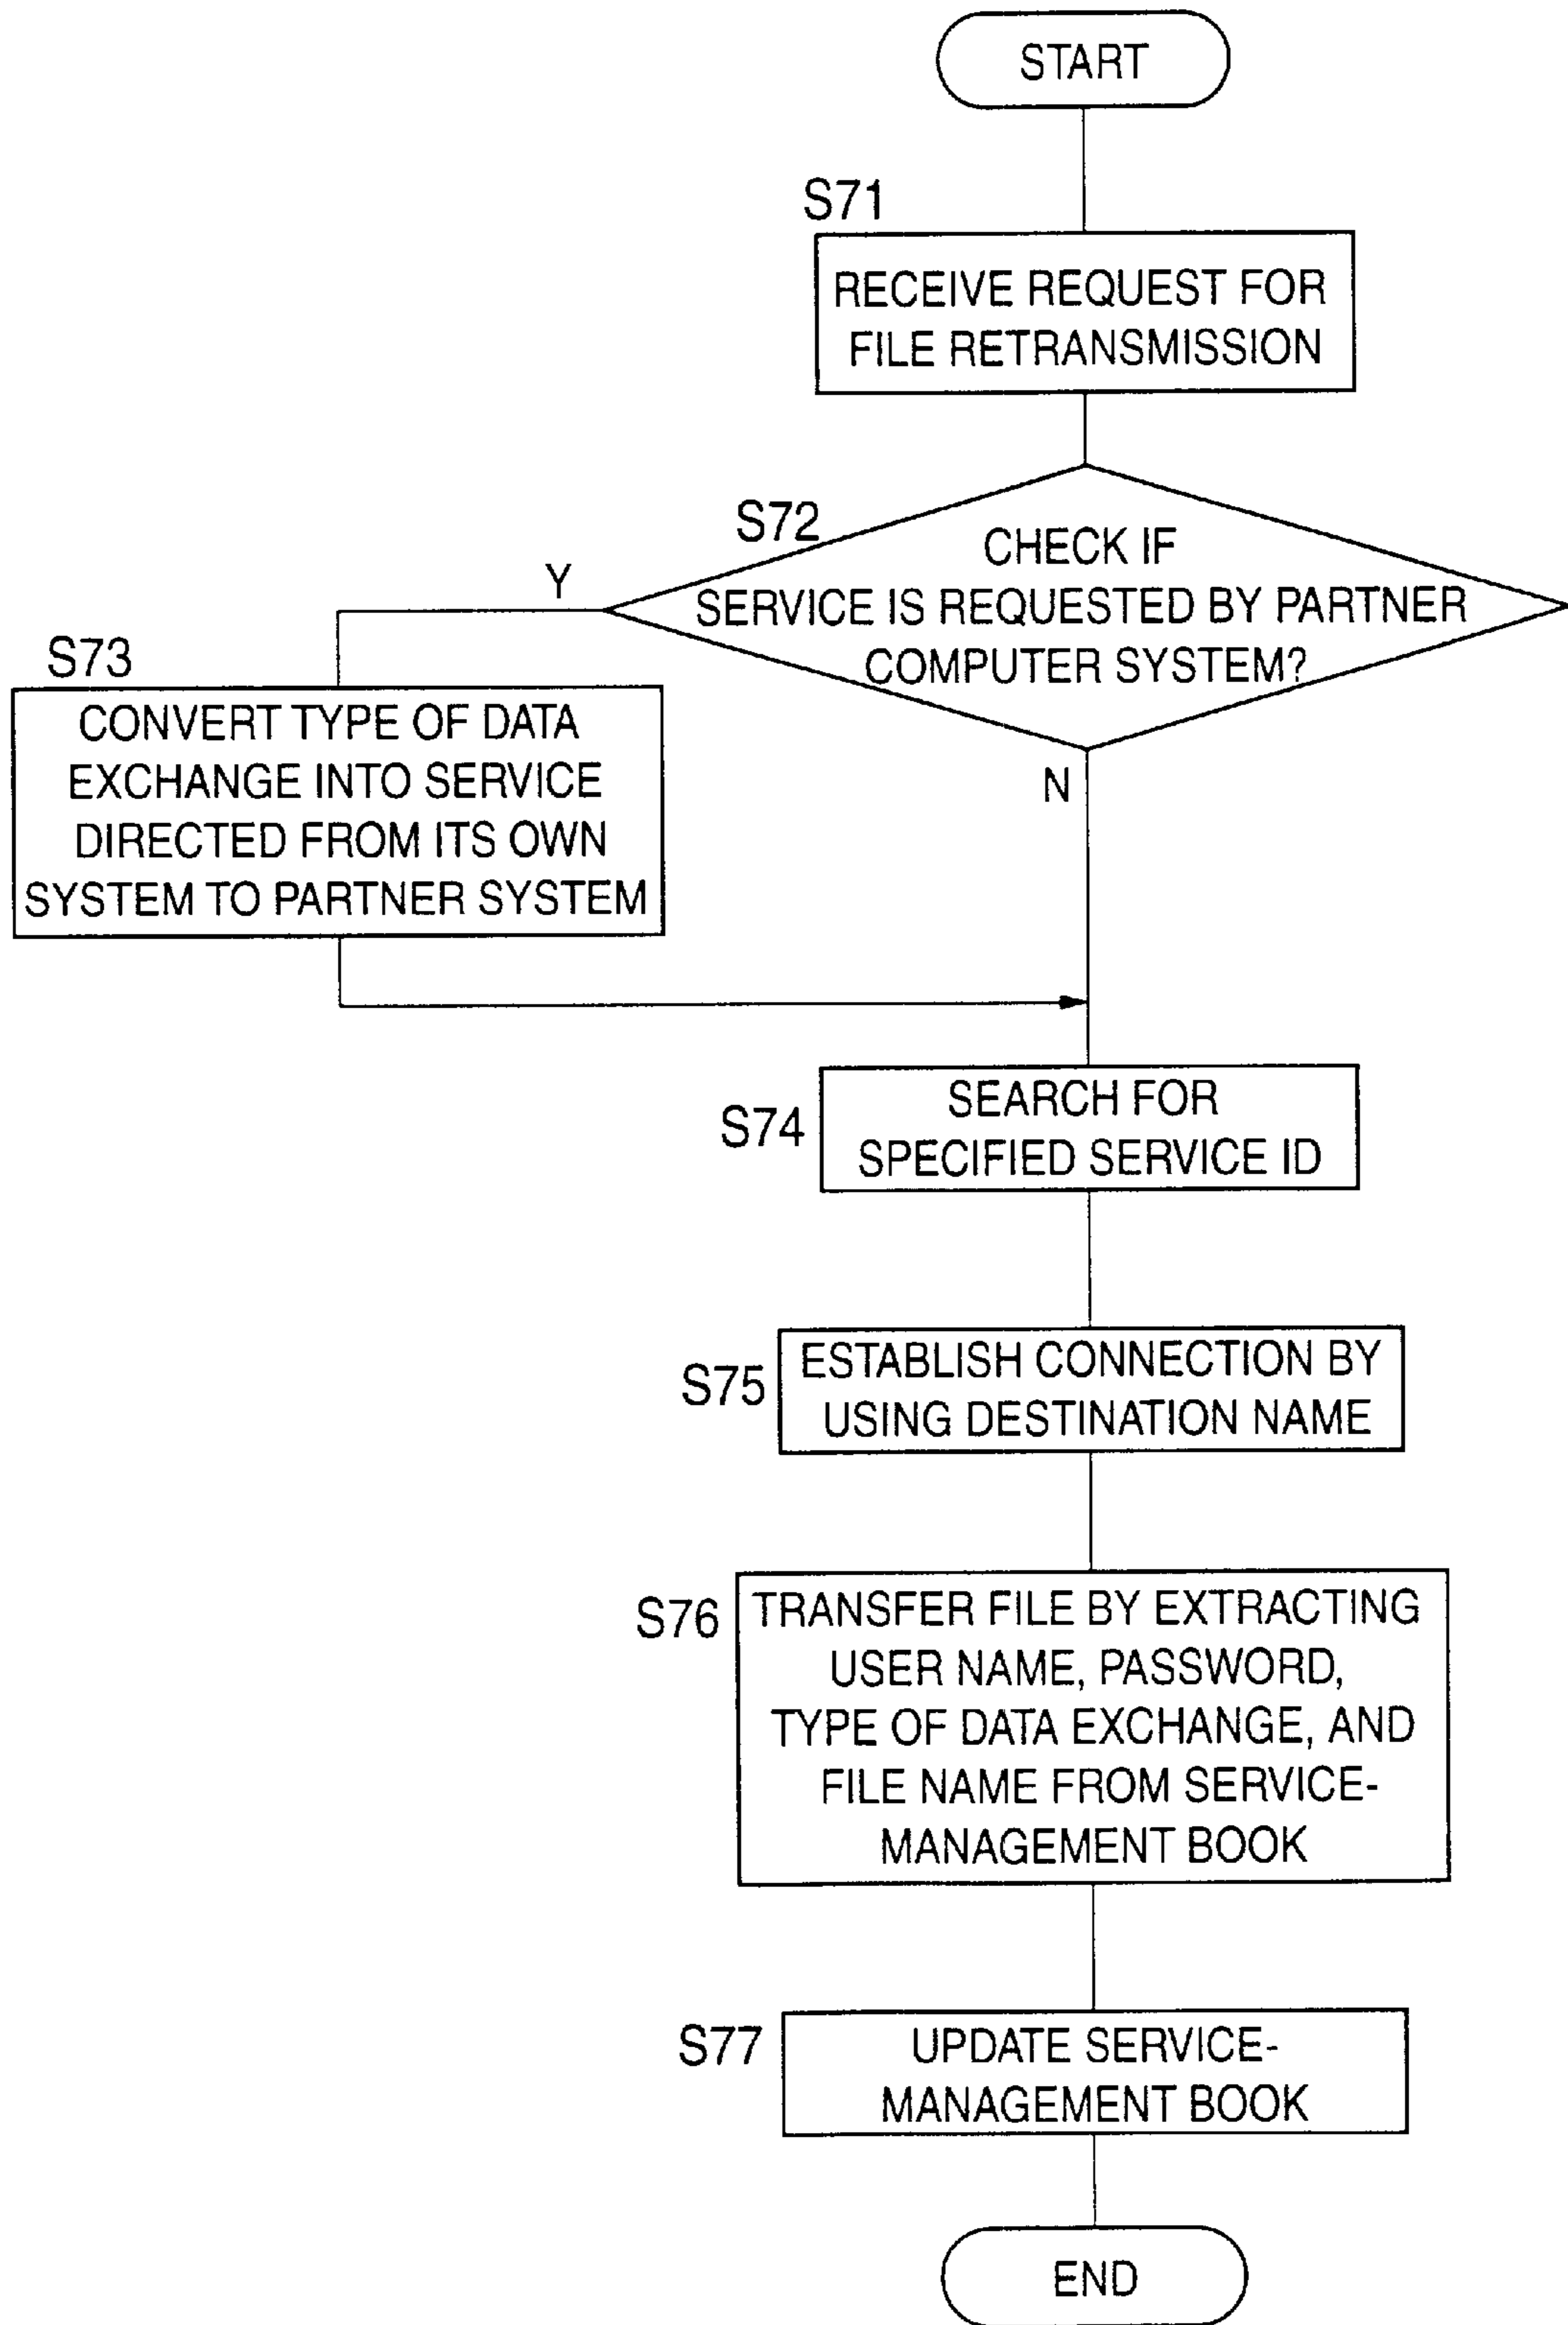 START
S71
RECEIVE REQUEST FOR
FILE RETRANSMISSION
S72
CHECK IF
SERVICE IS REQUESTED BY PARTNER
COMPUTER SYSTEM?
Y
N
S73
CONVERT TYPE OF DATA
EXCHANGE INTO SERVICE
DIRECTED FROM ITS OWN
SYSTEM TO PARTNER SYSTEM
S74
SEARCH FOR
SPECIFIED SERVICE ID
S75
ESTABLISH CONNECTION BY
USING DESTINATION NAME
S76
TRANSFER FILE BY EXTRACTING
USER NAME, PASSWORD,
TYPE OF DATA EXCHANGE, AND
FILE NAME FROM SERVICE-
MANAGEMENT BOOK
S77
UPDATE SERVICE-
MANAGEMENT BOOK
END